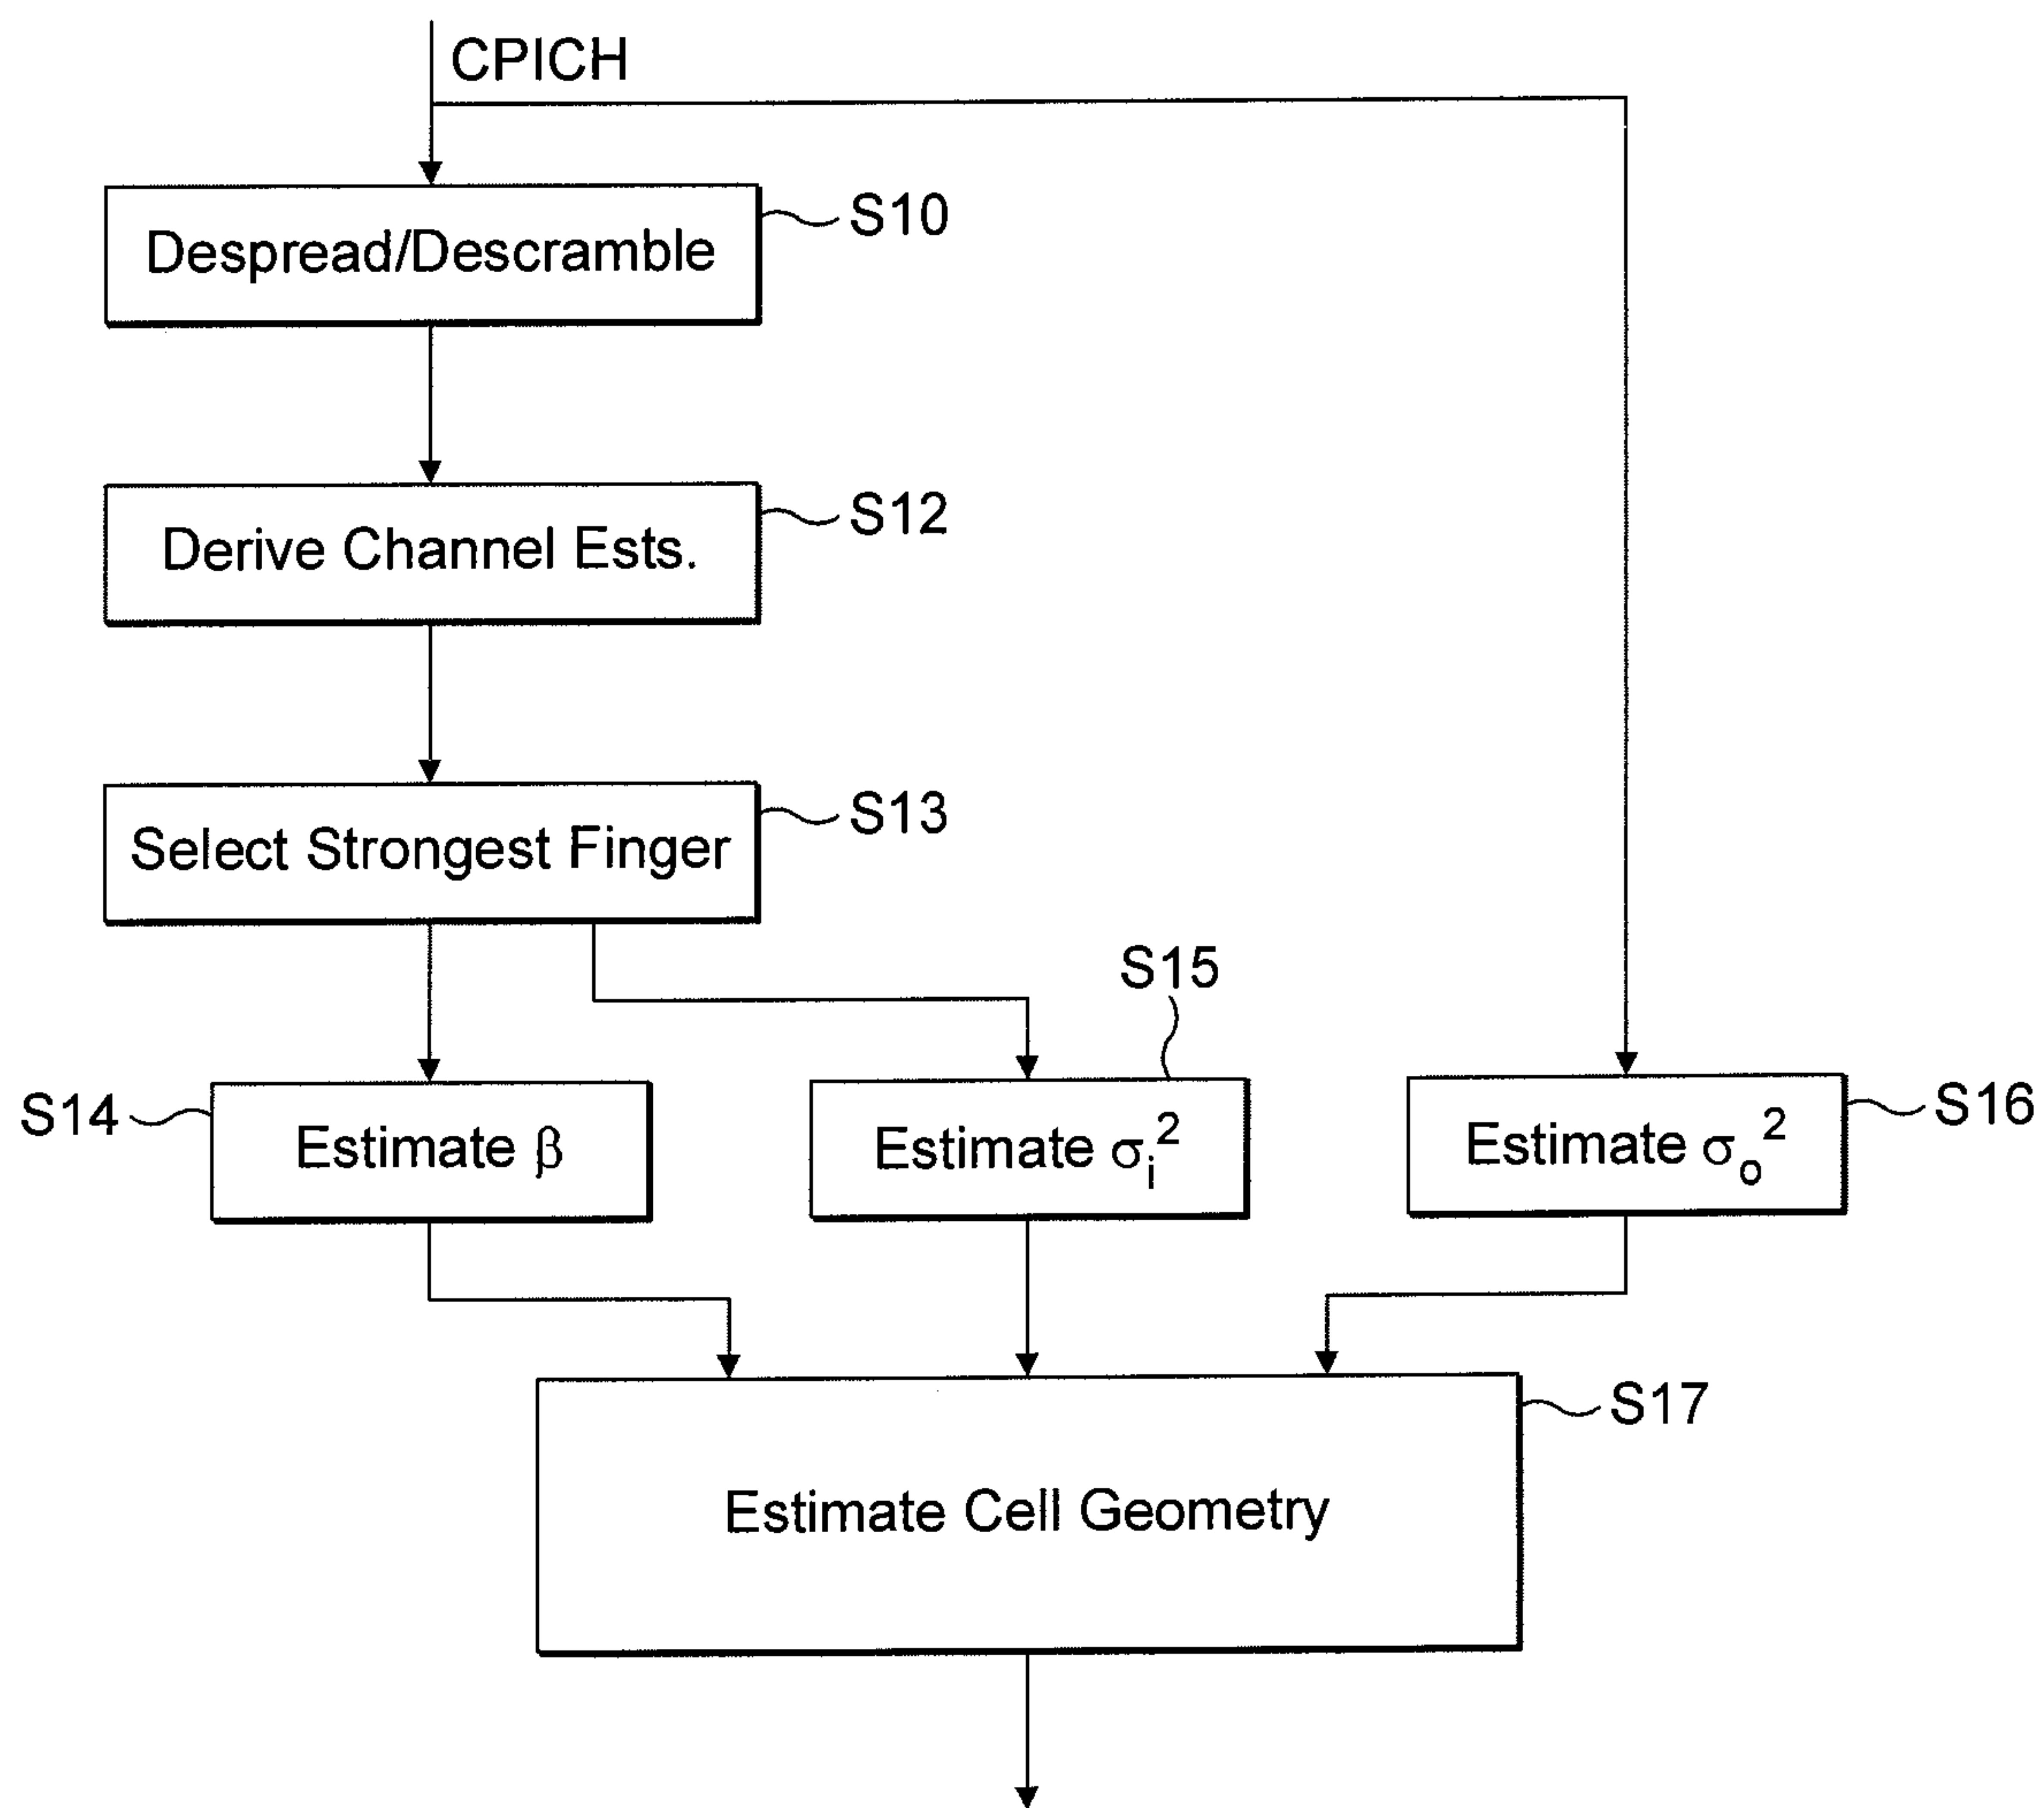 CPICH
S10
Despread/Descramble
S12
Derive Channel Ests.
S13
Select Strongest Finger
S15
S14
Estimate β
Estimate σi²
Estimate σo²
S16
S17
Estimate Cell Geometry